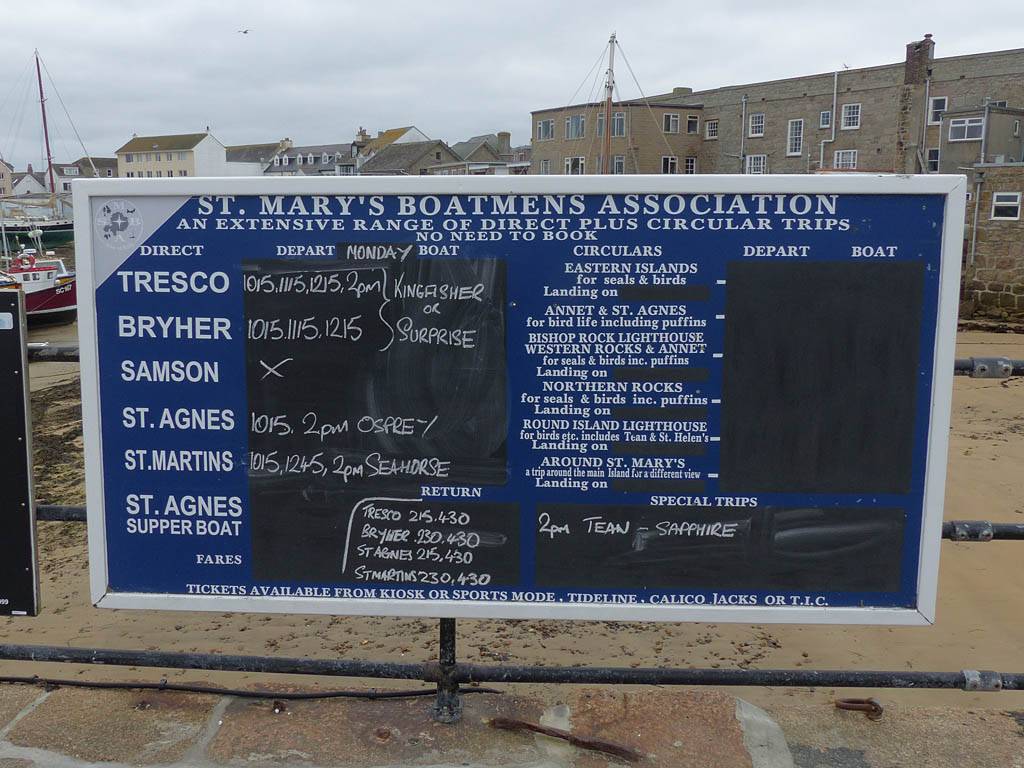 ST. MARY'S BOATMENS ASSOCIATION
AN EXTENSIVE RANGE OF DIRECT PLUS CIRCULAR TRIPS
NO NEED TO BOOK
DIRECT DEPART MONDAY BOAT
TRESCO 1015, 1115, 1215, 2pm KINGFISHER
OR
BRYHER 1015, 1115, 1215 SURPRISE
SAMSON X
ST. AGNES 1015, 2pm OSPREY
ST.MARTINS 1015, 1245, 2pm SEAHORSE
ST. AGNES
SUPPER BOAT
FARES
RETURN
TRESCO 215,430
BRYHER 230,430
ST AGNES 215,430
ST MARTINS 230,430
CIRCULARS DEPART BOAT
EASTERN ISLANDS
for seals & birds
Landing on
ANNET & ST. AGNES
for bird life including puffins
BISHOP ROCK LIGHTHOUSE
WESTERN ROCKS & ANNET
for seals & birds inc. puffins
Landing on
NORTHERN ROCKS
for seals & birds inc. puffins
Landing on
ROUND ISLAND LIGHTHOUSE
for birds etc. includes Tean & St. Helen's
Landing on
AROUND ST. MARY'S
a trip around the main Island for a different view
Landing on
SPECIAL TRIPS
2pm TEAN - SAPPHIRE
TICKETS AVAILABLE FROM KIOSK OR SPORTS MODE, TIDELINE, CALICO JACKS OR T.I.C.